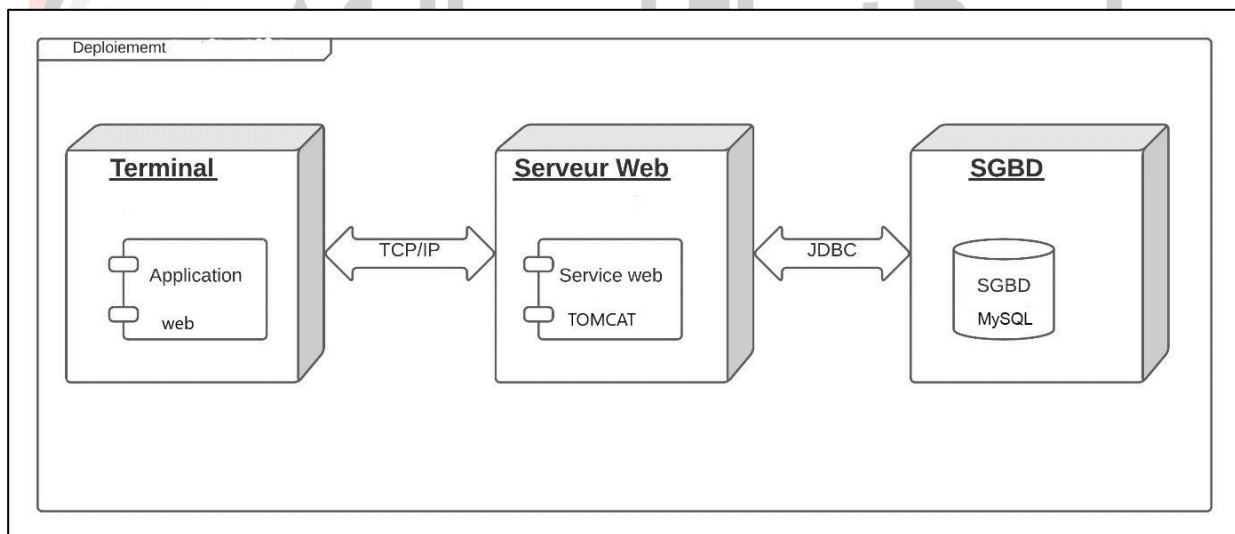 Deploiememt
Terminal
Application
web
TCP/IP
Serveur Web
Service web
TOMCAT
JDBC
SGBD
SGBD
MySQL